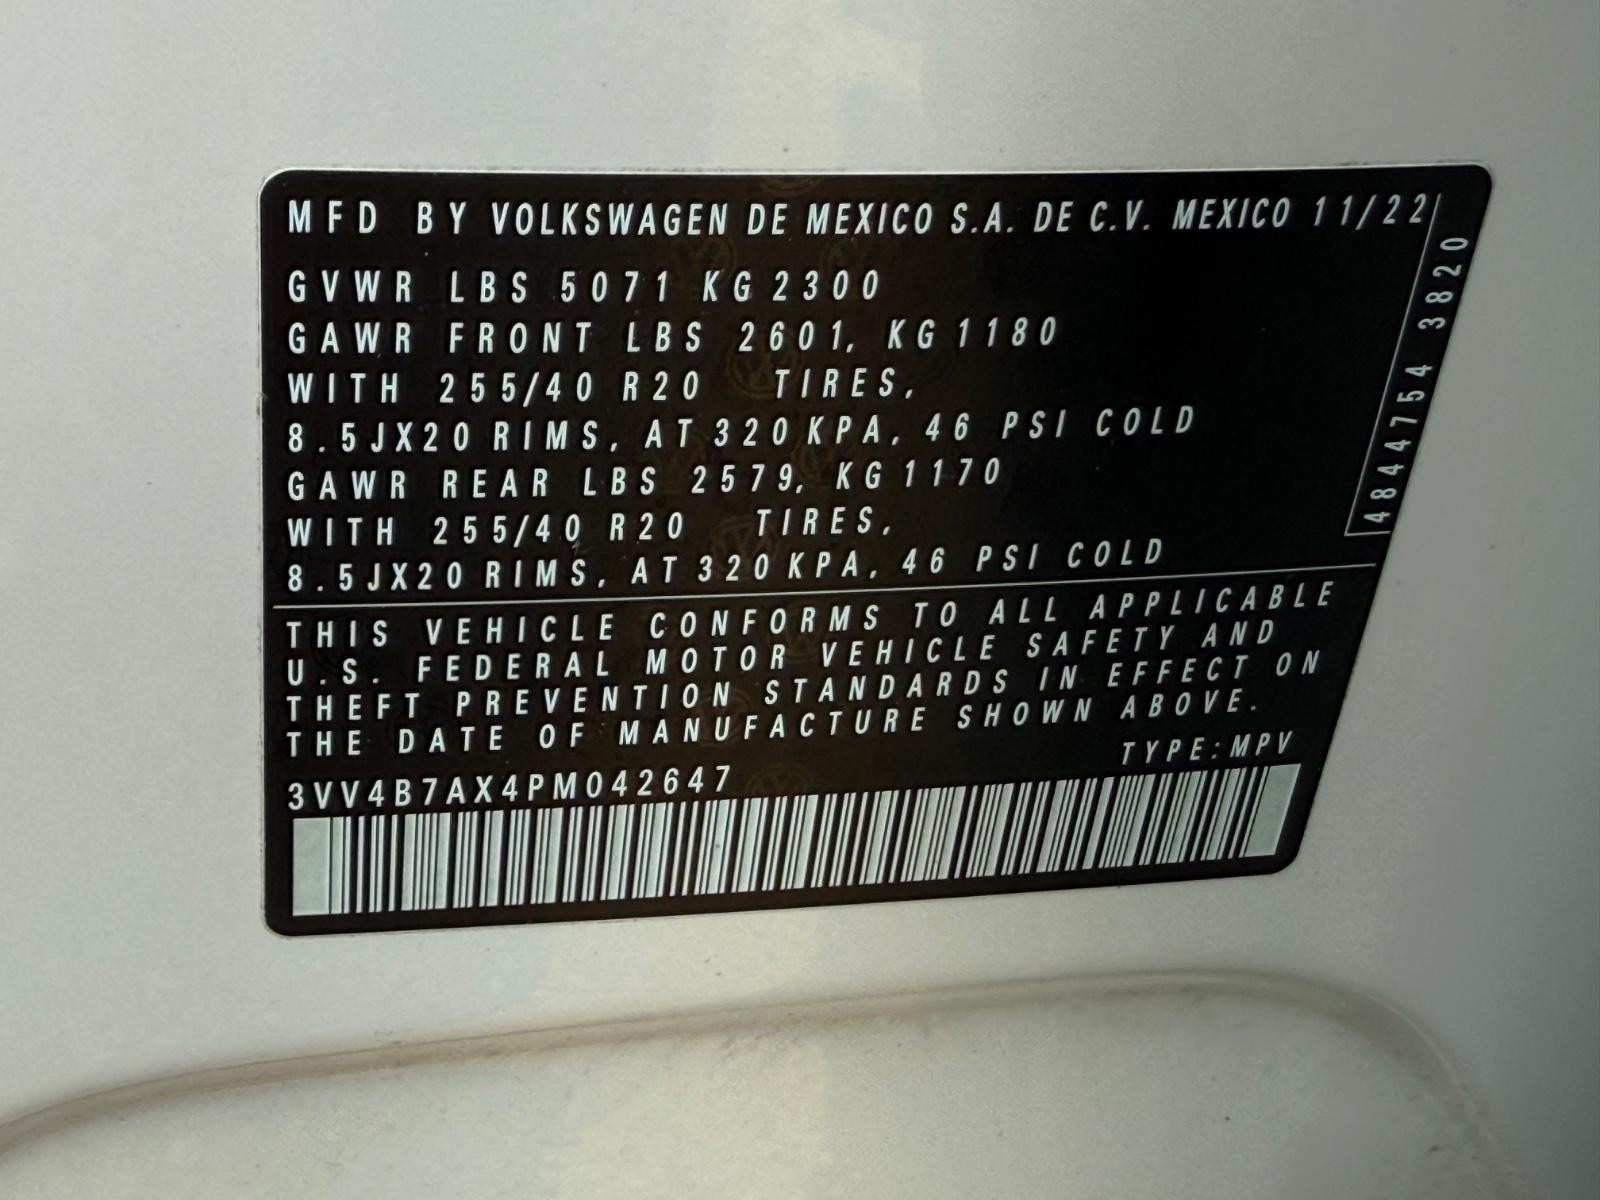 MFD BY VOLKSWAGEN DE MEXICO S.A. DE C.V. MEXICO 11/22
GVWR LBS 5071 KG 2300
GAWR FRONT LBS 2601, KG 1180
WITH 255/40 R20 TIRES,
8.5JX20 RIMS, AT 320 KPA, 46 PSI COLD
GAWR REAR LBS 2579, KG 1170
WITH 255/40 R20 TIRES,
8.5JX20 RIMS, AT 320 KPA, 46 PSI COLD
4844754 3820
THIS VEHICLE CONFORMS TO ALL APPLICABLE
U.S. FEDERAL MOTOR VEHICLE SAFETY AND
THEFT PREVENTION STANDARDS IN EFFECT ON
THE DATE OF MANUFACTURE SHOWN ABOVE.
TYPE:MPV
3VV4B7AX4PM042647